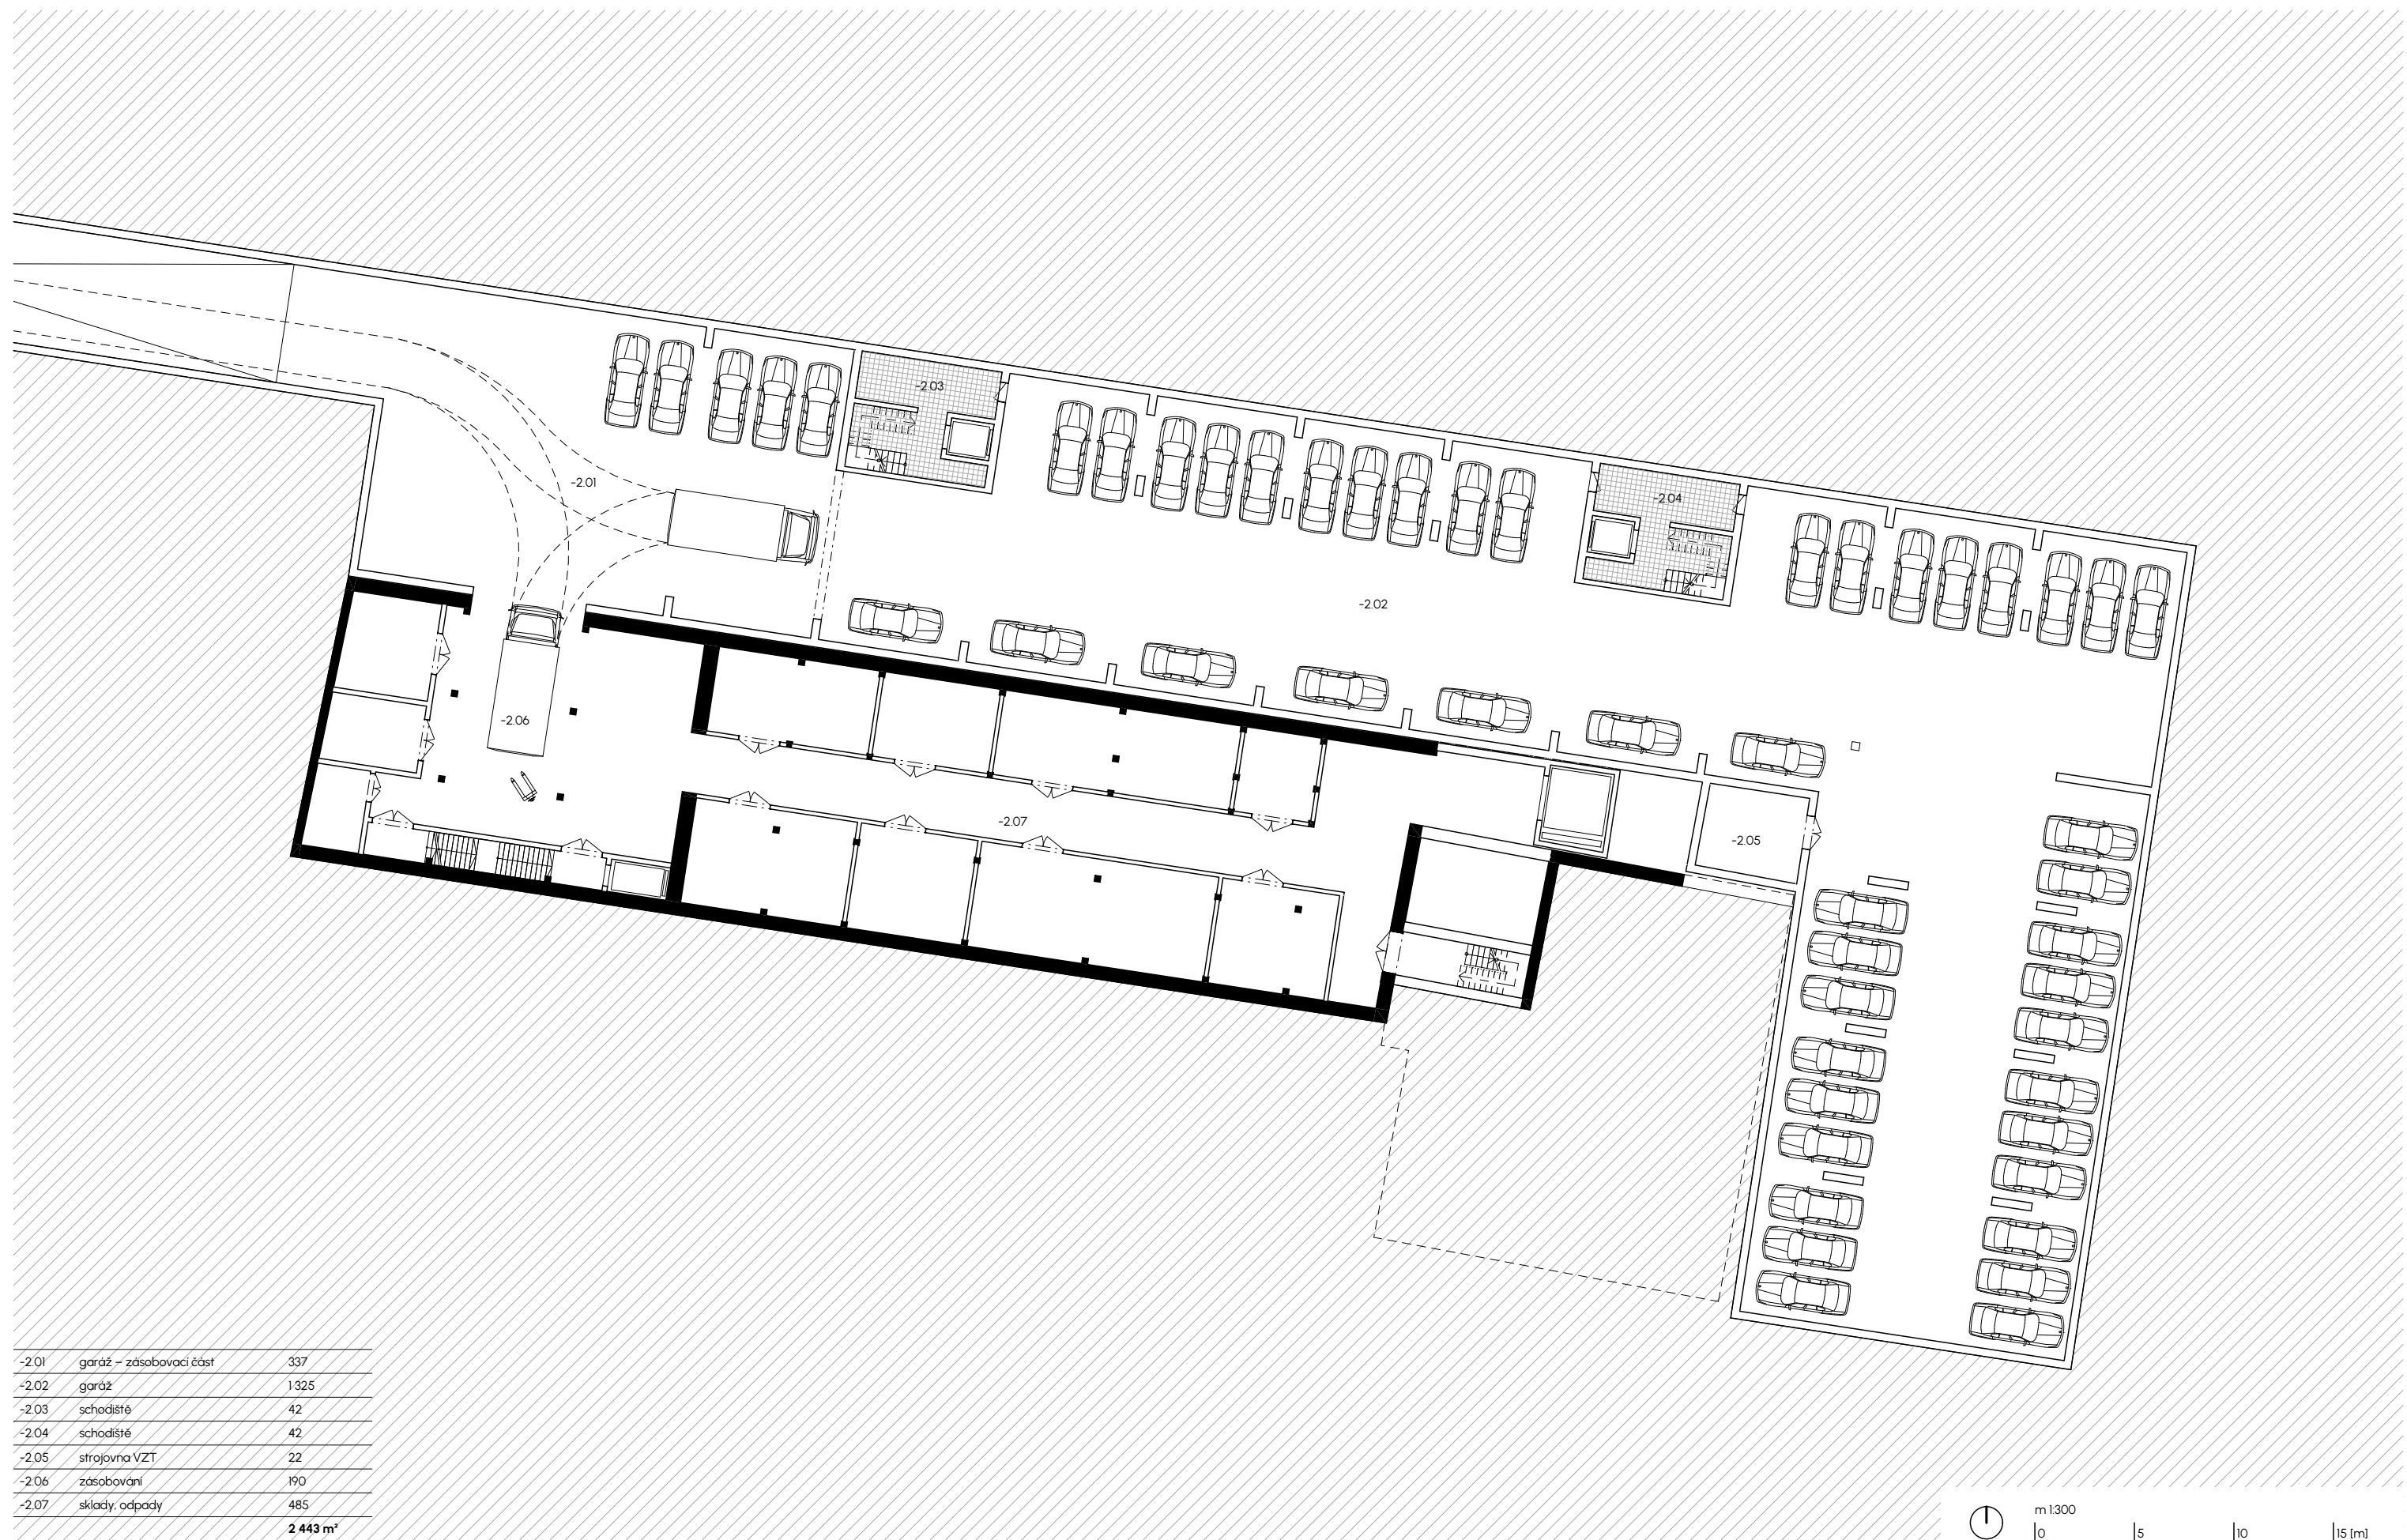 -2.03
-2.01
-2.04
-2.02
-2.06
-2.07
-2.05
-2.01 garáž – zásobovací část 337
-2.02 garáž 1 325
-2.03 schodiště 42
-2.04 schodiště 42
-2.05 strojovna VZT 22
-2.06 zásobování 190
-2.07 sklady, odpady 485
2 443 m²
m 1:300
0 5 10 15 [m]